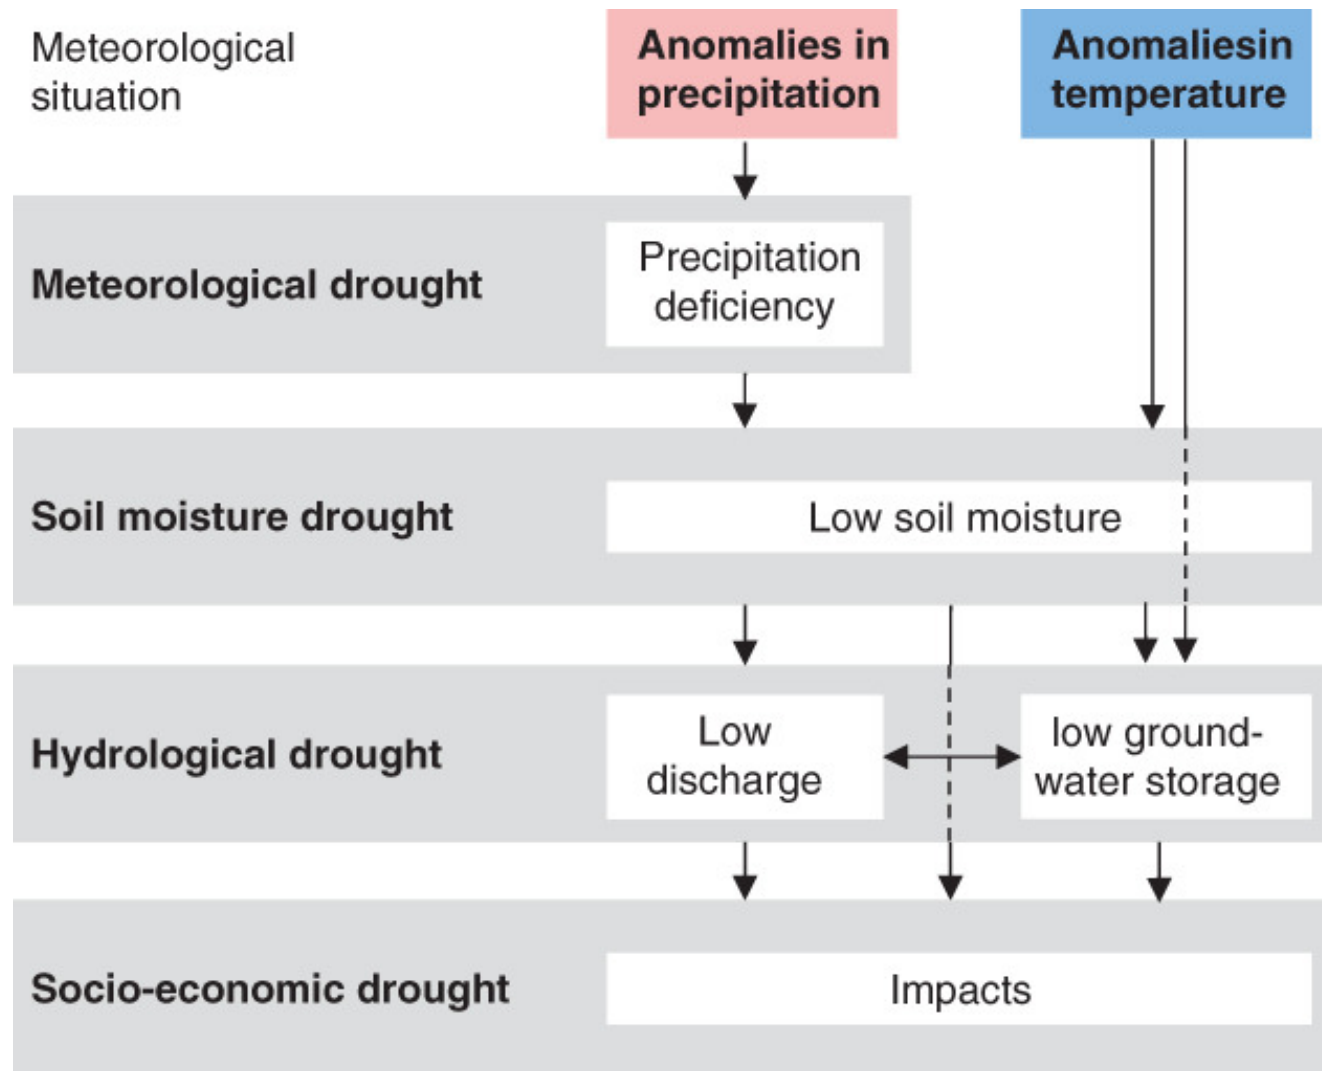 Meteorological
situation
Anomalies in
precipitation
Anomaliesin
temperature
Meteorological drought
Precipitation
deficiency
Soil moisture drought
Low soil moisture
Hydrological drought
Low
discharge
low ground-
water storage
Socio-economic drought
Impacts